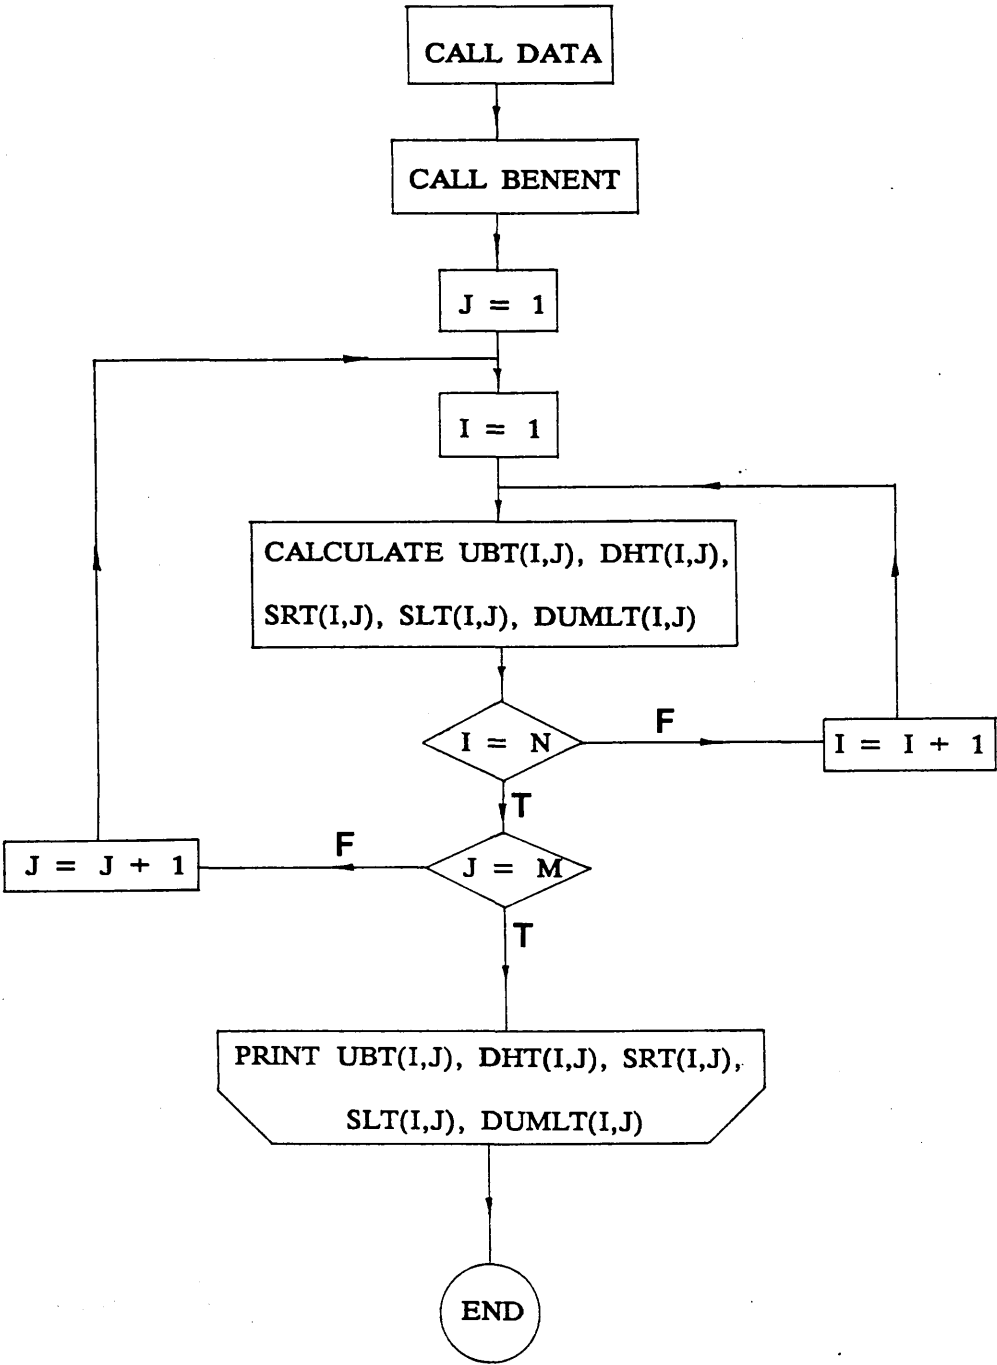 CALL DATA
CALL BENENT
J = 1
I = 1
CALCULATE UBT(I,J), DHT(I,J),
SRT(I,J), SLT(I,J), DUMLT(I,J)
I = N
F
I = I + 1
T
J = M
F
J = J + 1
T
PRINT UBT(I,J), DHT(I,J), SRT(I,J),
SLT(I,J), DUMLT(I,J)
END